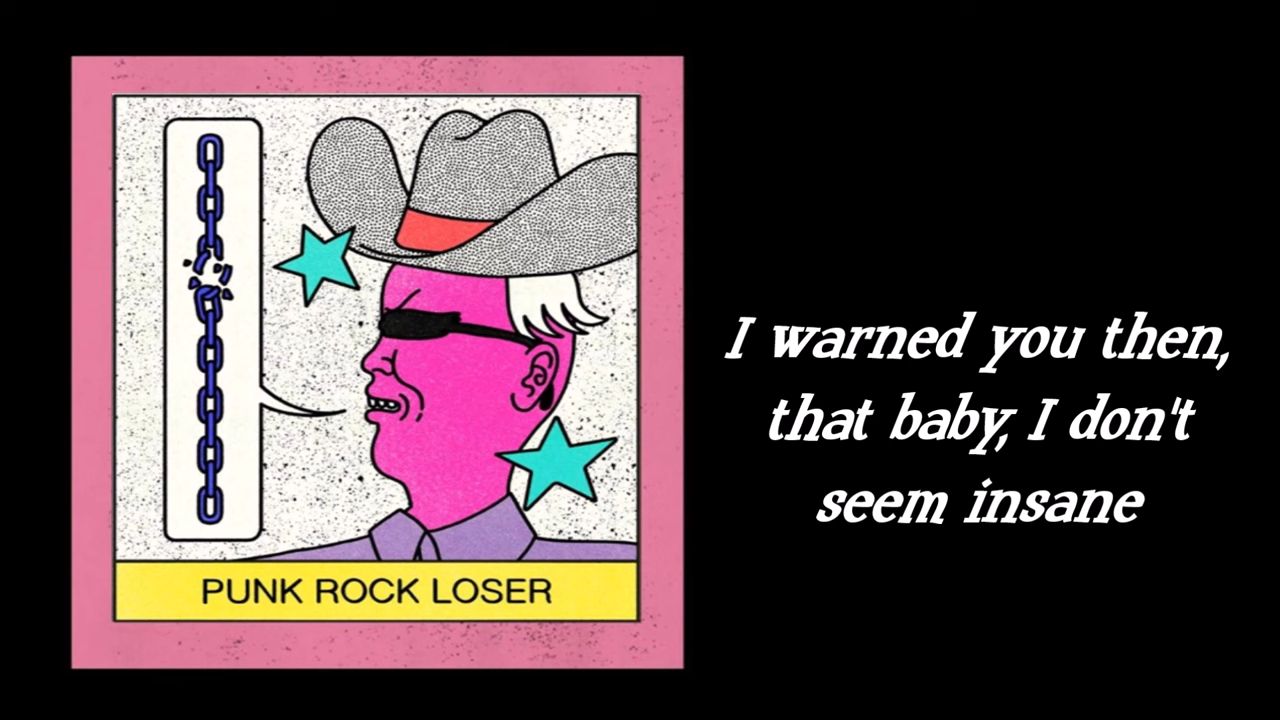 PUNK ROCK LOSER
I warned you then,
that baby, I don't
seem insane